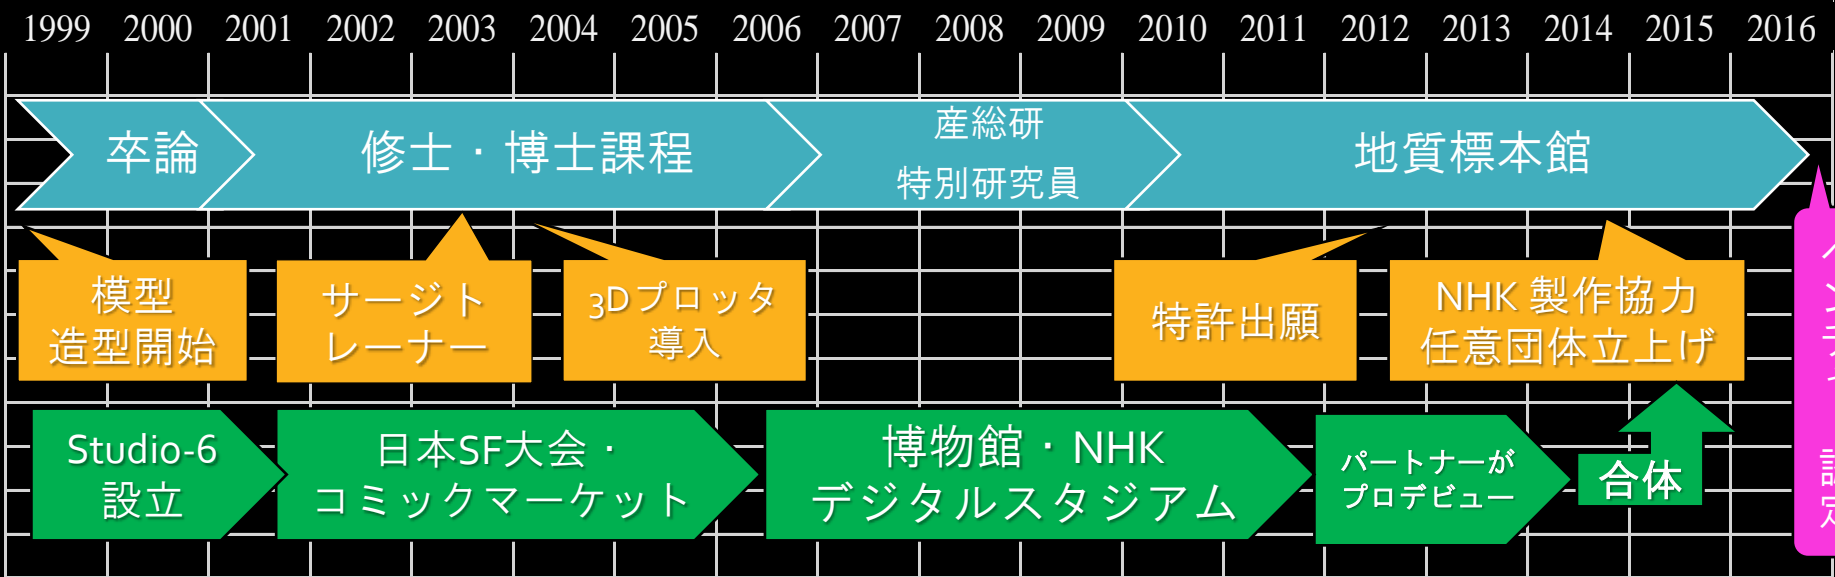 1999 2000 2001 2002 2003 2004 2005 2006 2007 2008 2009 2010 2011 2012 2013 2014 2015 2016
卒論
修士・博士課程
産総研
特別研究員
地質標本館
模型
造型開始
サージト
レーナー
3Dプロッタ
導入
特許出願
NHK 製作協力
任意団体立上げ
Studio-6
設立
日本SF大会・
コミックマーケット
博物館・NHK
デジタルスタジアム
パートナーが
プロデビュー
合体